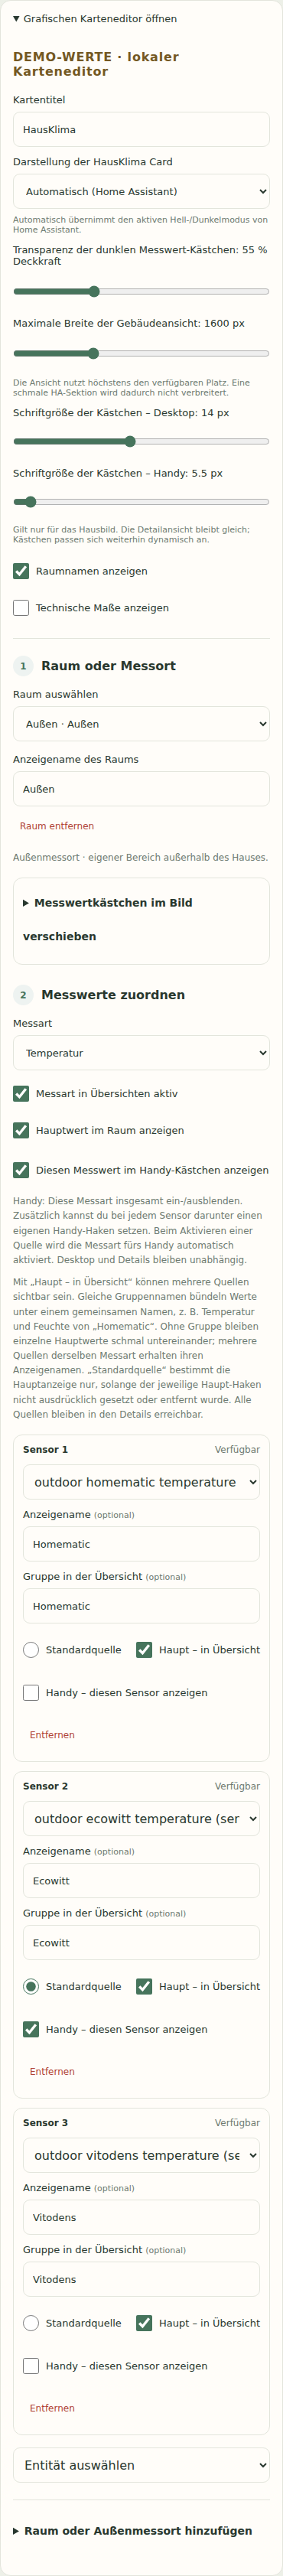 ▼ Grafischen Karteneditor öffnen
DEMO-WERTE · lokaler
Karteneditor
Kartentitel
HausKlima
Darstellung der HausKlima Card
Automatisch (Home Assistant)
Automatisch übernimmt den aktiven Hell-/Dunkelmodus von
Home Assistant.
Transparenz der dunklen Messwert-Kästchen: 55 %
Deckkraft
Maximale Breite der Gebäudeansicht: 1600 px
Die Ansicht nutzt höchstens den verfügbaren Platz. Eine
schmale HA-Sektion wird dadurch nicht verbreitert.
Schriftgröße der Kästchen – Desktop: 14 px
Schriftgröße der Kästchen – Handy: 5.5 px
Gilt nur für das Hausbild. Die Detailansicht bleibt gleich;
Kästchen passen sich weiterhin dynamisch an.
Raumnamen anzeigen
Technische Maße anzeigen
1 Raum oder Messort
Raum auswählen
Außen · Außen
Anzeigename des Raums
Außen
Raum entfernen
Außenmessort · eigener Bereich außerhalb des Hauses.
▶ Messwertkästchen im Bild
verschieben
2 Messwerte zuordnen
Messart
Temperatur
Messart in Übersichten aktiv
Hauptwert im Raum anzeigen
Diesen Messwert im Handy-Kästchen anzeigen
Handy: Diese Messart insgesamt ein-/ausblenden.
Zusätzlich kannst du bei jedem Sensor darunter einen
eigenen Handy-Haken setzen. Beim Aktivieren einer
Quelle wird die Messart fürs Handy automatisch
aktiviert. Desktop und Details bleiben unabhängig.
Mit „Haupt – in Übersicht“ können mehrere Quellen
sichtbar sein. Gleiche Gruppennamen bündeln Werte
unter einem gemeinsamen Namen, z. B. Temperatur
und Feuchte von „Homematic“. Ohne Gruppe bleiben
einzelne Hauptwerte schmal untereinander; mehrere
Quellen derselben Messart erhalten ihren
Anzeigenamen. „Standardquelle“ bestimmt die
Hauptanzeige nur, solange der jeweilige Haupt-Haken
nicht ausdrücklich gesetzt oder entfernt wurde. Alle
Quellen bleiben in den Details erreichbar.
Sensor 1 Verfügbar
outdoor homematic temperature
Anzeigename (optional)
Homematic
Gruppe in der Übersicht (optional)
Homematic
Standardquelle Haupt – in Übersicht
Handy – diesen Sensor anzeigen
Entfernen
Sensor 2 Verfügbar
outdoor ecowitt temperature (ser
Anzeigename (optional)
Ecowitt
Gruppe in der Übersicht (optional)
Ecowitt
Standardquelle Haupt – in Übersicht
Handy – diesen Sensor anzeigen
Entfernen
Sensor 3 Verfügbar
outdoor vitodens temperature (se
Anzeigename (optional)
Vitodens
Gruppe in der Übersicht (optional)
Vitodens
Standardquelle Haupt – in Übersicht
Handy – diesen Sensor anzeigen
Entfernen
Entität auswählen
▶ Raum oder Außenmessort hinzufügen